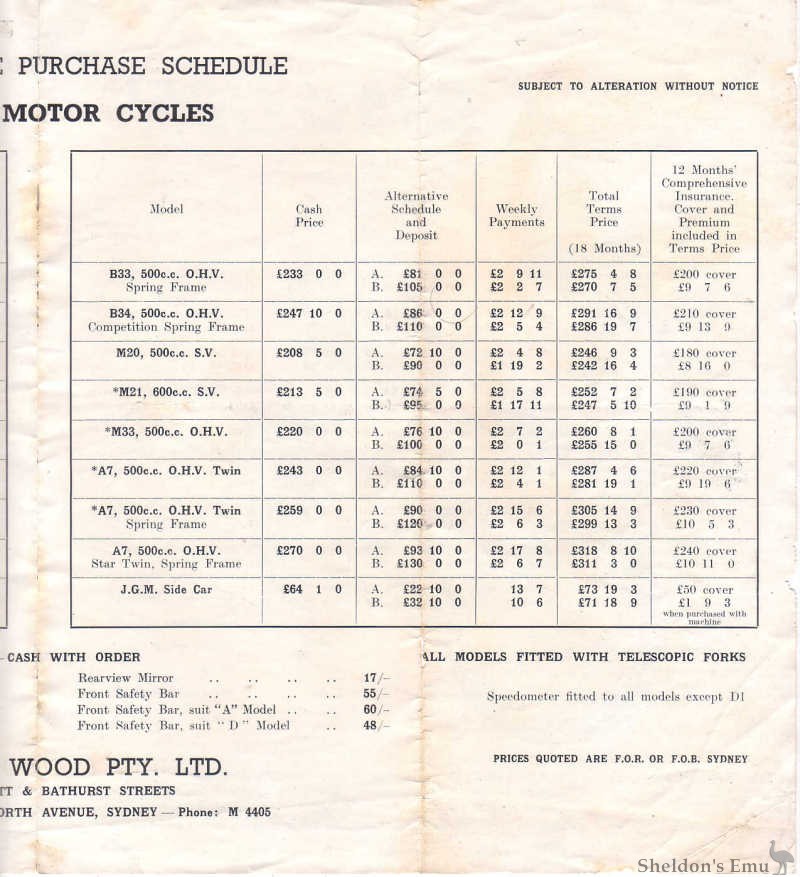 PURCHASE SCHEDULE
SUBJECT TO ALTERATION WITHOUT NOTICE
MOTOR CYCLES
Model
Cash Price
Alternative Schedule and Deposit
Weekly Payments
Total Terms Price (18 Months)
12 Months' Comprehensive Insurance. Cover and Premium included in Terms Price
B33, 500c.c. O.H.V. £233 0 0 A. £81 0 0 £2 9 11 £275 4 8 £200 cover
Spring Frame B. £105 0 0 £2 2 7 £270 7 5 £9 7 6
B34, 500c.c. O.H.V. £247 10 0 A. £86 0 0 £2 12 9 £291 16 9 £210 cover
Competition Spring Frame B. £110 0 0 £2 5 4 £286 19 7 £9 13 9
M20, 500c.c. S.V. £208 5 0 A. £72 10 0 £2 4 8 £246 9 3 £180 cover
B. £90 0 0 £1 19 2 £242 16 4 £8 16 0
*M21, 600c.c. S.V. £213 5 0 A. £74 5 0 £2 5 8 £252 7 2 £190 cover
B. £95 0 0 £1 17 11 £247 5 10 £9 1 9
*M33, 500c.c. O.H.V. £220 0 0 A. £76 10 0 £2 7 2 £260 8 1 £200 cover
B. £100 0 0 £2 0 1 £255 15 0 £9 7 6
*A7, 500c.c. O.H.V. Twin £243 0 0 A. £84 10 0 £2 12 1 £287 4 6 £220 cover
B. £110 0 0 £2 4 1 £281 19 1 £9 19 6
*A7, 500c.c. O.H.V. Twin £259 0 0 A. £90 0 0 £2 15 6 £305 14 9 £230 cover
Spring Frame B. £120 0 0 £2 6 3 £299 13 3 £10 5 3
A7, 500c.c. O.H.V. £270 0 0 A. £93 10 0 £2 17 8 £318 8 10 £240 cover
Star Twin, Spring Frame B. £130 0 0 £2 6 7 £311 3 0 £10 11 0
J.G.M. Side Car £64 1 0 A. £22 10 0 13 7 £73 19 3 £50 cover
B. £32 10 0 10 6 £71 18 9 £1 9 3
when purchased with machine
CASH WITH ORDER
Rearview Mirror .. .. .. .. 17/-
Front Safety Bar .. .. .. .. 55/-
Front Safety Bar, suit "A" Model .. .. 60/-
Front Safety Bar, suit "D" Model .. 48/-
ALL MODELS FITTED WITH TELESCOPIC FORKS
Speedometer fitted to all models except D1
PRICES QUOTED ARE F.O.R. OR F.O.B. SYDNEY
WOOD PTY. LTD.
TT & BATHURST STREETS
ORTH AVENUE, SYDNEY — Phone: M 4405
Sheldon's Emu